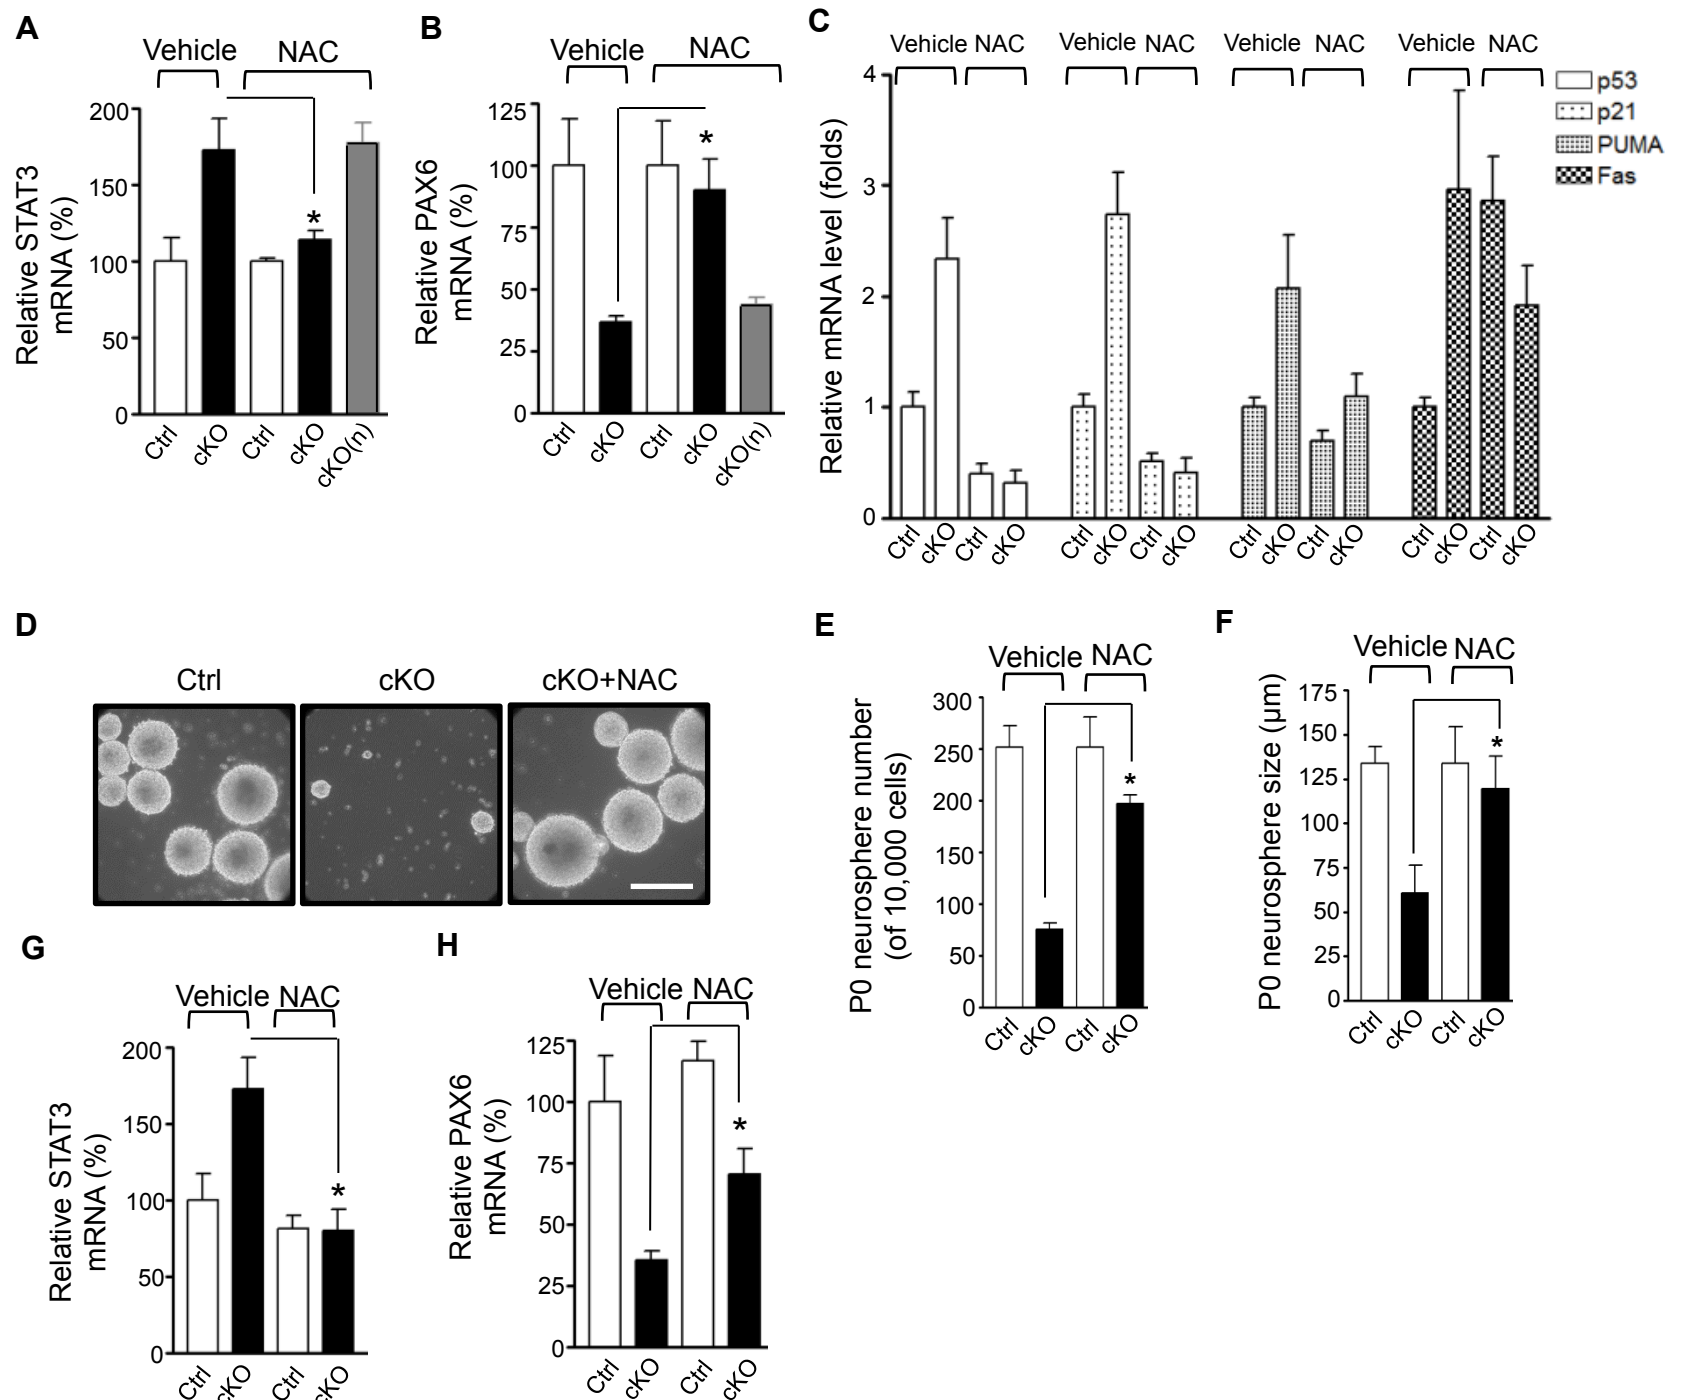 A
Vehicle NAC
Relative STAT3
mRNA (%)
200
150
100
50
0
*
Ctrl
cKO
Ctrl
cKO
cKO(n)
B
Vehicle NAC
Relative PAX6
mRNA (%)
125
100
75
50
25
0
*
Ctrl
cKO
Ctrl
cKO
cKO(n)
C
Vehicle NAC Vehicle NAC Vehicle NAC Vehicle NAC
Relative mRNA level (folds)
4
3
2
1
0
p53
p21
PUMA
Fas
Ctrl cKO Ctrl cKO Ctrl cKO Ctrl cKO Ctrl cKO Ctrl cKO Ctrl cKO Ctrl cKO
D
Ctrl cKO cKO+NAC
E
Vehicle NAC
P0 neurosphere number
(of 10,000 cells)
300
250
200
150
100
50
0
*
Ctrl cKO Ctrl cKO
F
Vehicle NAC
P0 neurosphere size (μm)
175
150
125
100
75
50
25
0
*
Ctrl cKO Ctrl cKO
G
Vehicle NAC
Relative STAT3
mRNA (%)
200
150
100
50
0
*
Ctrl cKO Ctrl cKO
H
Vehicle NAC
Relative PAX6
mRNA (%)
125
100
75
50
25
0
*
Ctrl cKO Ctrl cKO